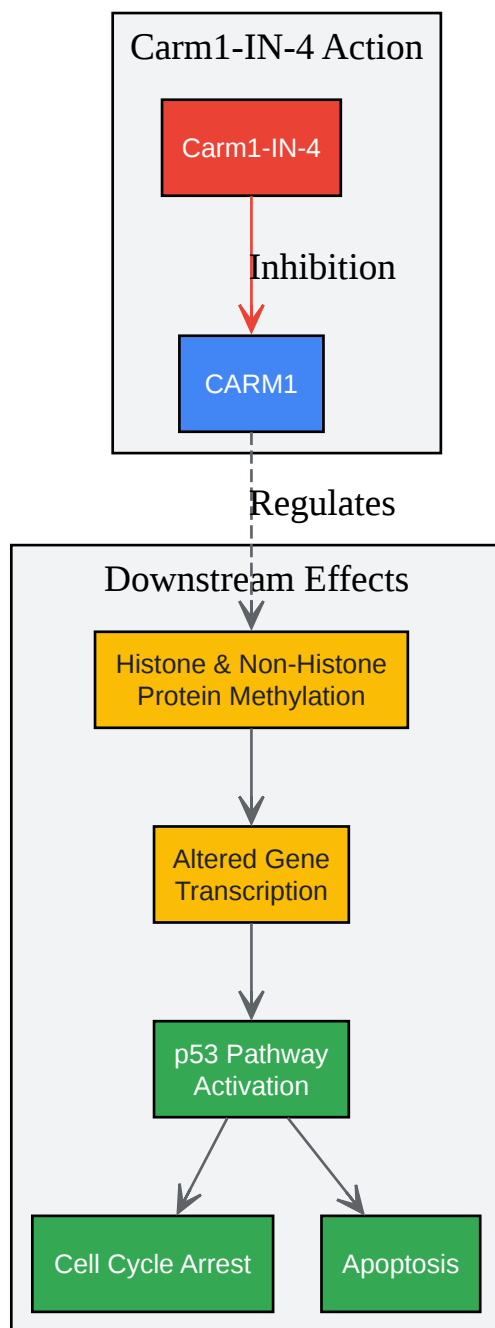 Carm1-IN-4 Action
Carm1-IN-4
Inhibition
CARM1
Regulates
Downstream Effects
Histone & Non-Histone
Protein Methylation
Altered Gene
Transcription
p53 Pathway
Activation
Cell Cycle Arrest
Apoptosis